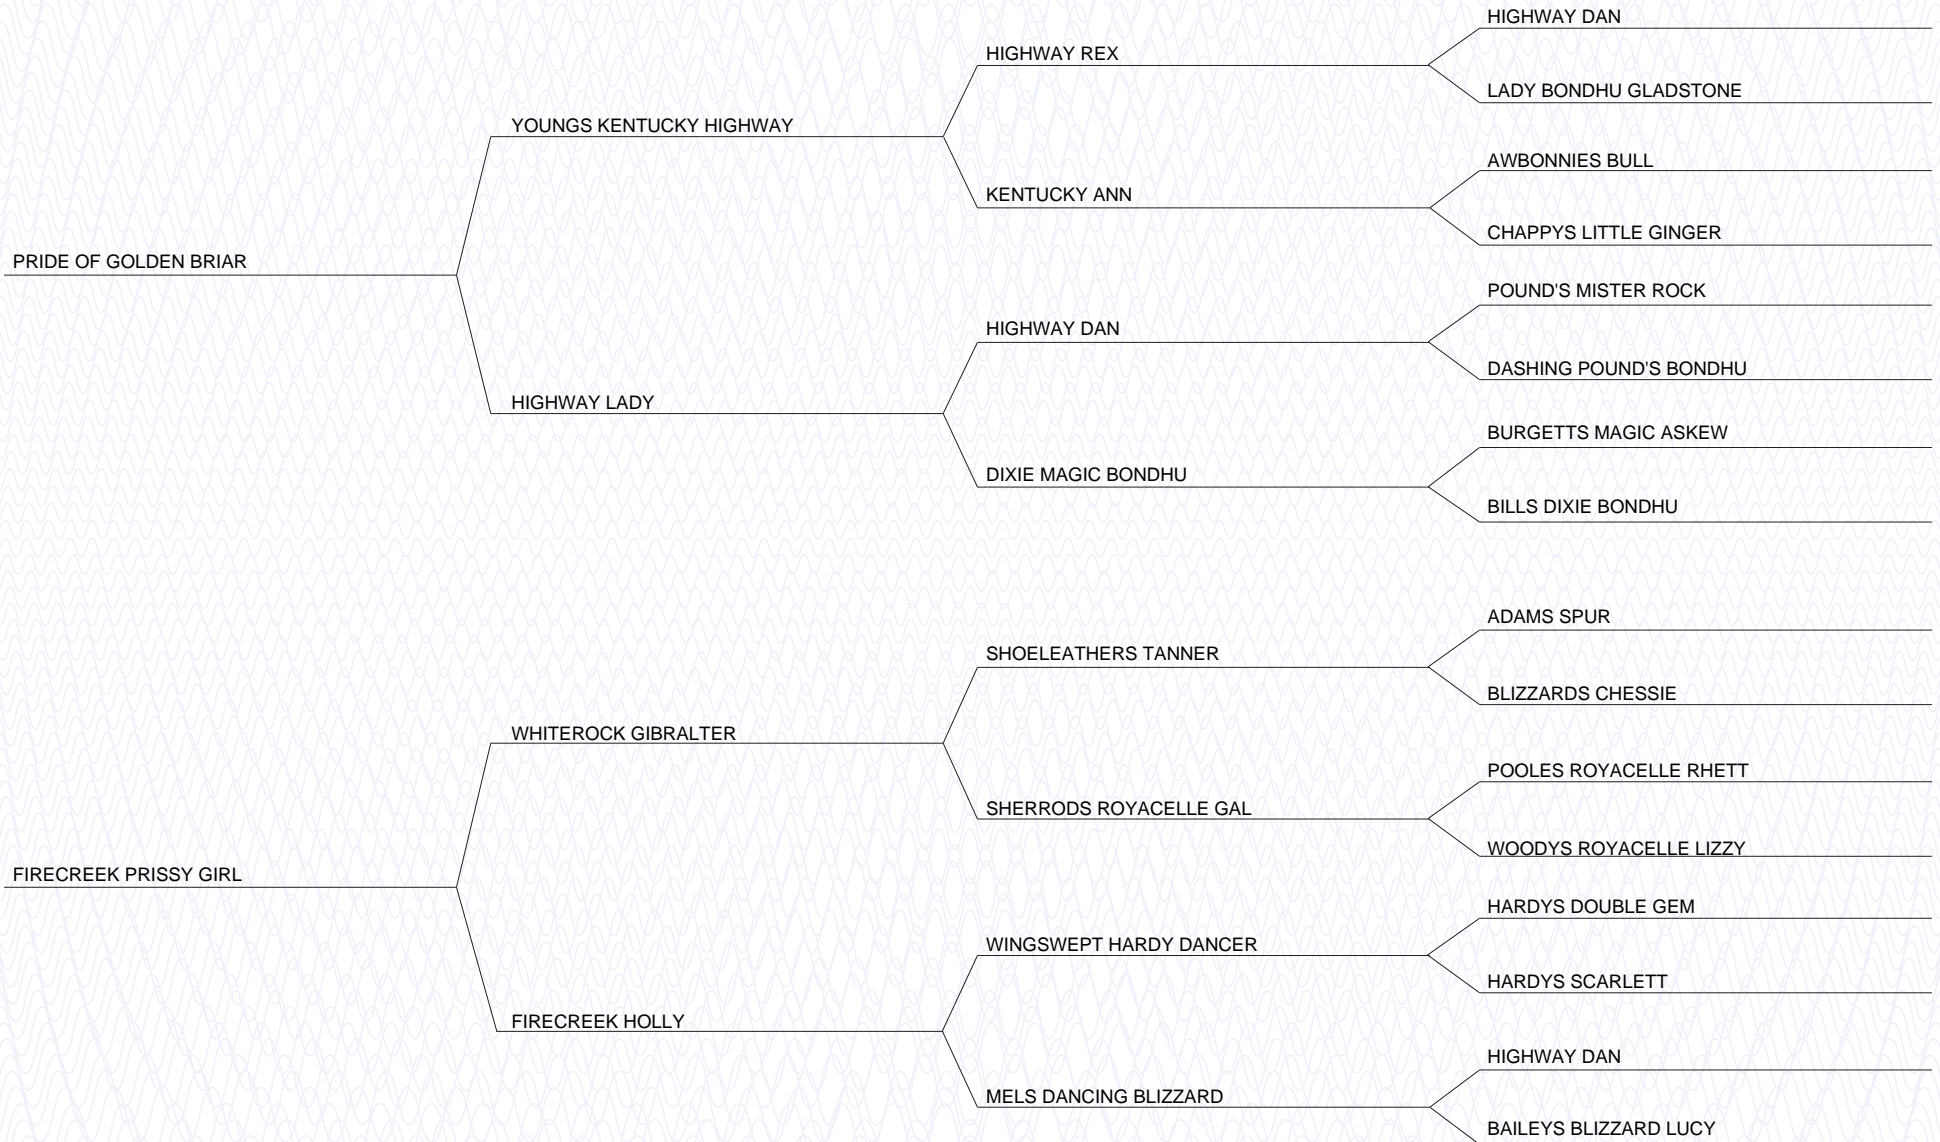 HIGHWAY DAN
HIGHWAY REX
LADY BONDHU GLADSTONE
YOUNGS KENTUCKY HIGHWAY
AWBONNIES BULL
KENTUCKY ANN
CHAPPYS LITTLE GINGER
PRIDE OF GOLDEN BRIAR
POUND'S MISTER ROCK
HIGHWAY DAN
DASHING POUND'S BONDHU
HIGHWAY LADY
BURGETTS MAGIC ASKEW
DIXIE MAGIC BONDHU
BILLS DIXIE BONDHU
ADAMS SPUR
SHOELEATHERS TANNER
BLIZZARDS CHESSIE
WHITEROCK GIBRALTER
POOLES ROYACELLE RHETT
SHERRODS ROYACELLE GAL
WOODYS ROYACELLE LIZZY
FIRECREEK PRISSY GIRL
HARDYS DOUBLE GEM
WINGSWEPT HARDY DANCER
HARDYS SCARLETT
FIRECREEK HOLLY
HIGHWAY DAN
MELS DANCING BLIZZARD
BAILEYS BLIZZARD LUCY